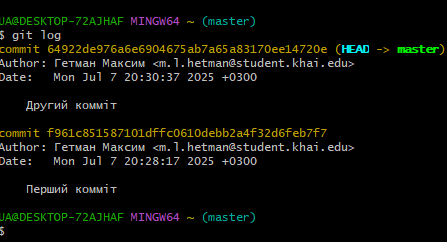 UA@DESKTOP-72AJHAF MINGW64 ~ (master)
$ git log
commit 64922de976a6e6904675ab7a65a83170ee14720e (HEAD -> master)
Author: Гетман Максим <m.l.hetman@student.khai.edu>
Date:   Mon Jul 7 20:30:37 2025 +0300
    Другий комміт
commit f961c851587101dffc0610debb2a4f32d6feb7f7
Author: Гетман Максим <m.l.hetman@student.khai.edu>
Date:   Mon Jul 7 20:28:17 2025 +0300
    Перший комміт
UA@DESKTOP-72AJHAF MINGW64 ~ (master)
$